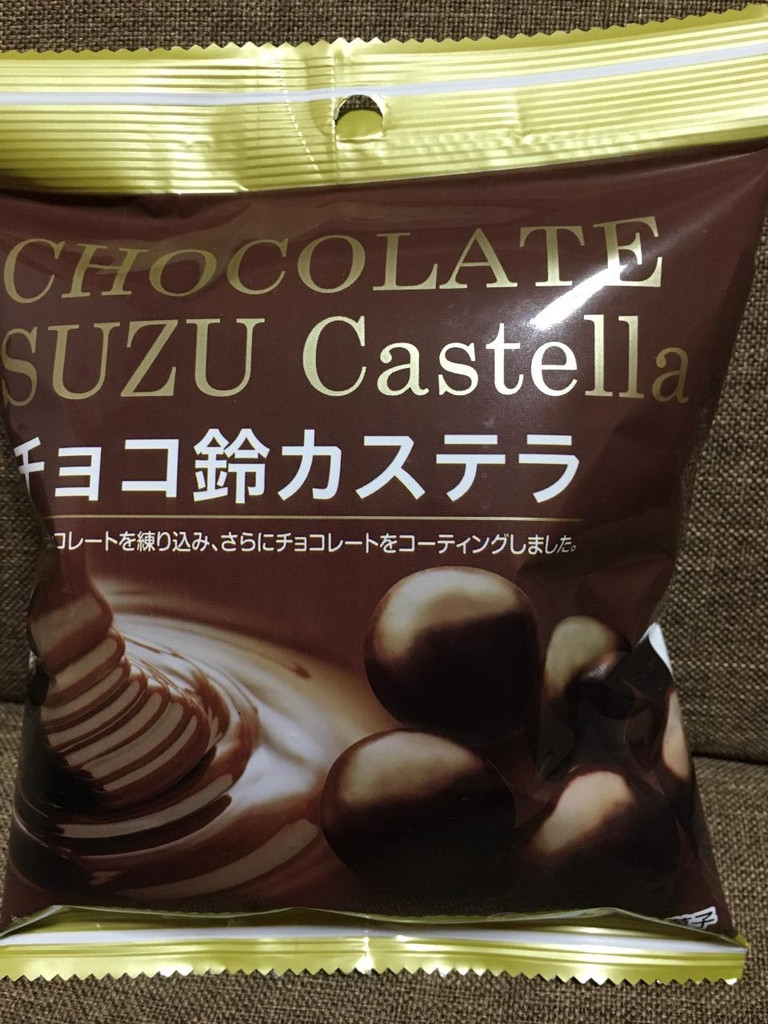 CHOCOLATE
SUZU Castella
チョコ鈴カステラ
コレートを練り込み、さらにチョコレートをコーティングしました。
菓子